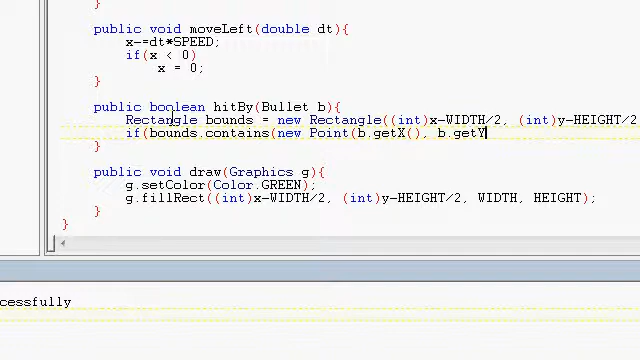 public void moveLeft(double dt){
x-=dt*SPEED;
if(x < 0)
x = 0;
}
public boolean hitBy(Bullet b){
Rectangle bounds = new Rectangle((int)x-WIDTH/2, (int)y-HEIGHT/2
if(bounds.contains(new Point(b.getX(), b.getY
}
public void draw(Graphics g){
g.setColor(Color.GREEN);
g.fillRect((int)x-WIDTH/2, (int)y-HEIGHT/2, WIDTH, HEIGHT);
}
}
cessfully